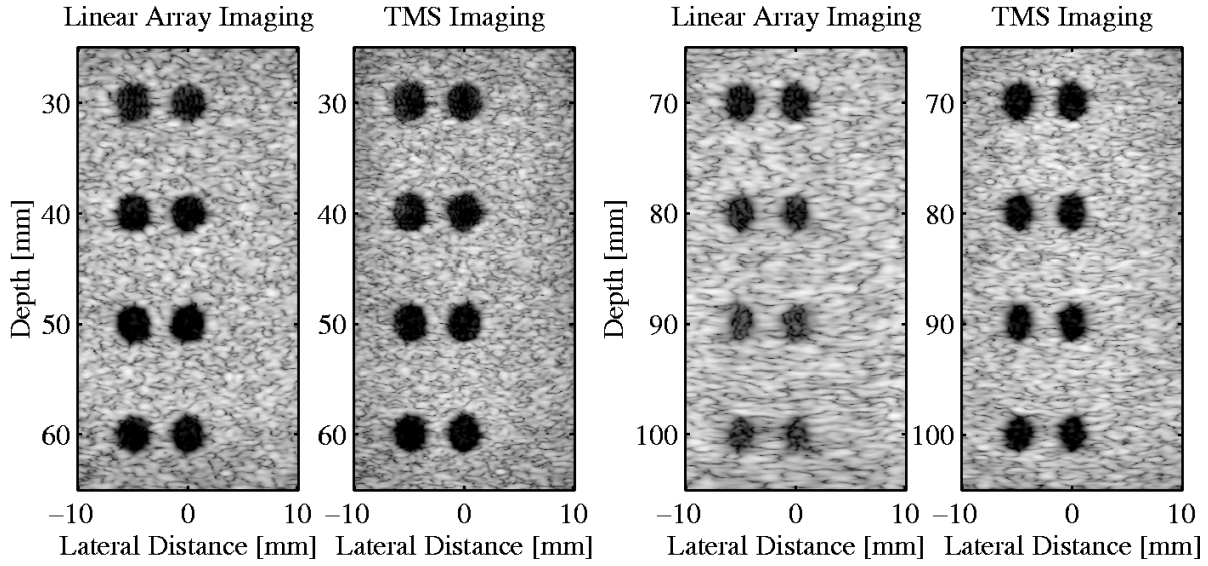 Linear Array Imaging
TMS Imaging
Linear Array Imaging
TMS Imaging
30
40
50
60
30
40
50
60
70
80
90
100
70
80
90
100
Depth [mm]
Depth [mm]
−10 0 10
−10 0 10
−10 0 10
−10 0 10
Lateral Distance [mm]
Lateral Distance [mm]
Lateral Distance [mm]
Lateral Distance [mm]